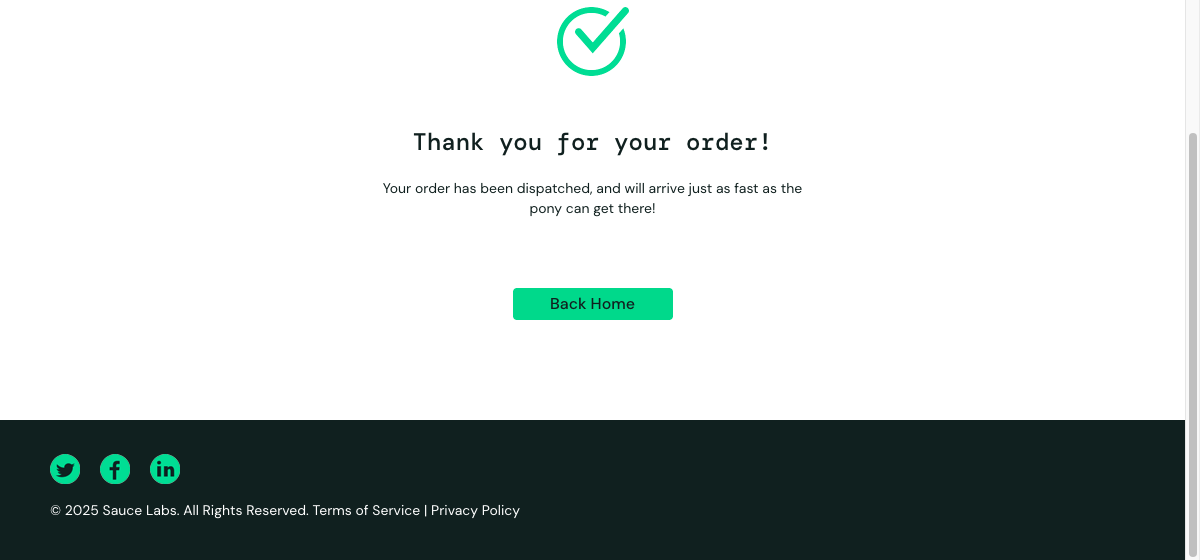 Thank you for your order!
Your order has been dispatched, and will arrive just as fast as the
pony can get there!
Back Home
© 2025 Sauce Labs. All Rights Reserved. Terms of Service | Privacy Policy